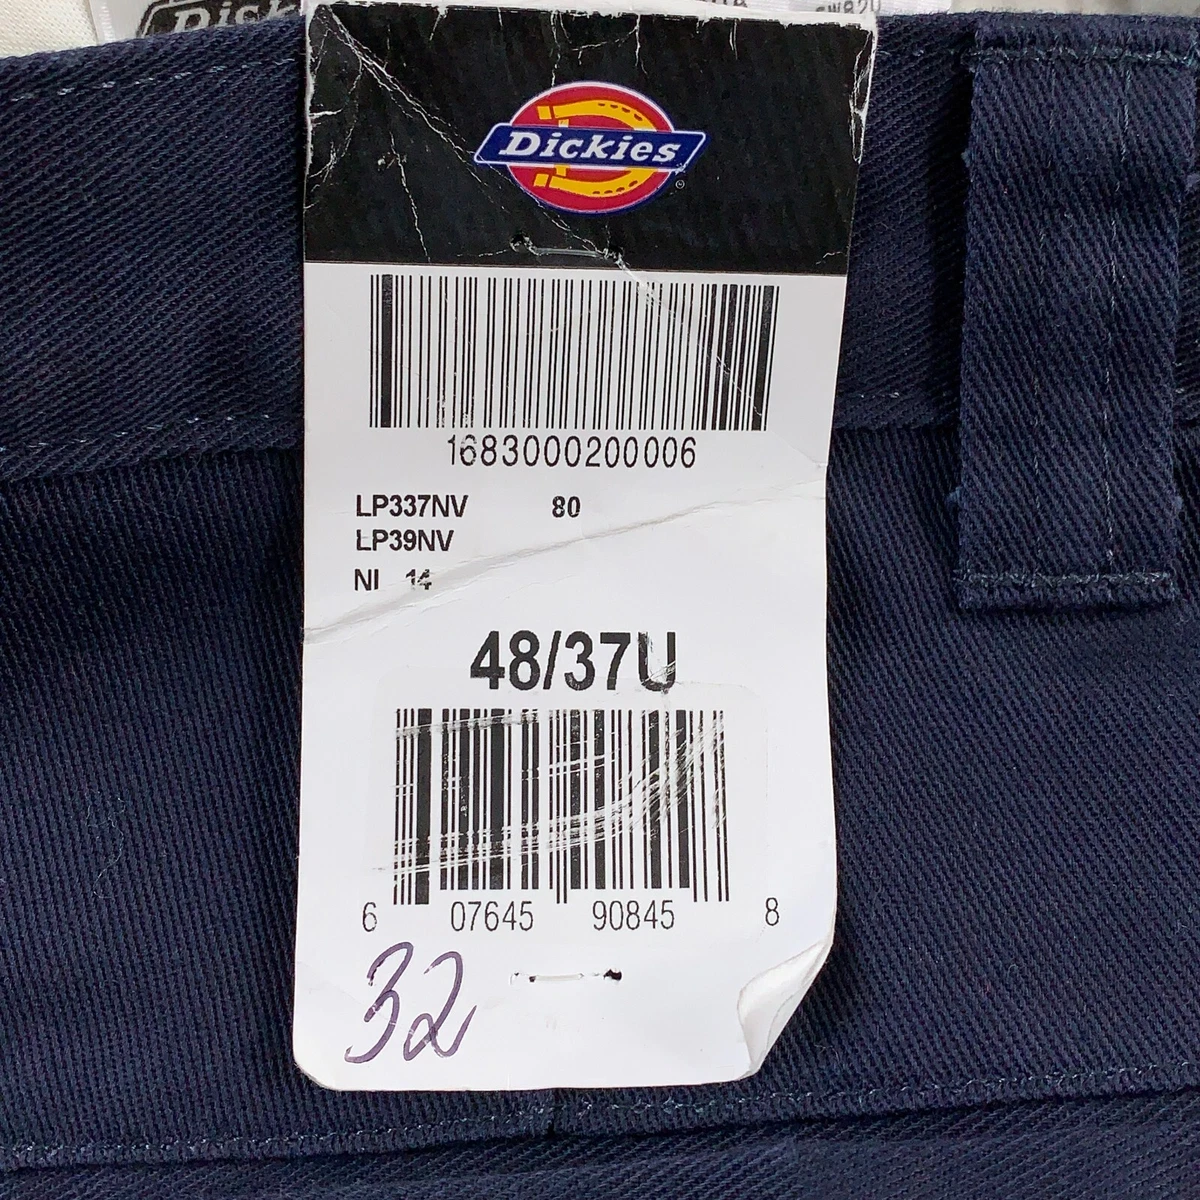 Dickies
1683000200006
LP337NV 80
LP39NV
NI 14
48/37U
6 07645 90845 8
32